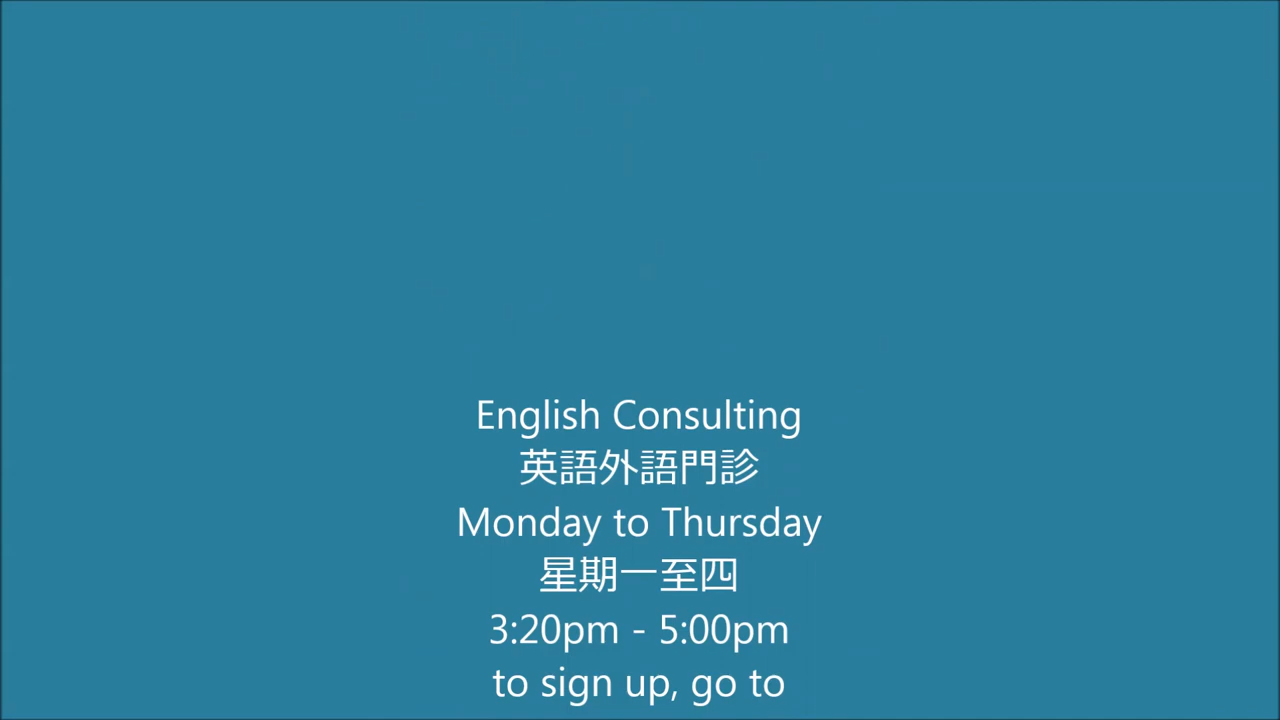 English Consulting
英語外語門診
Monday to Thursday
星期一至四
3:20pm - 5:00pm
to sign up, go to